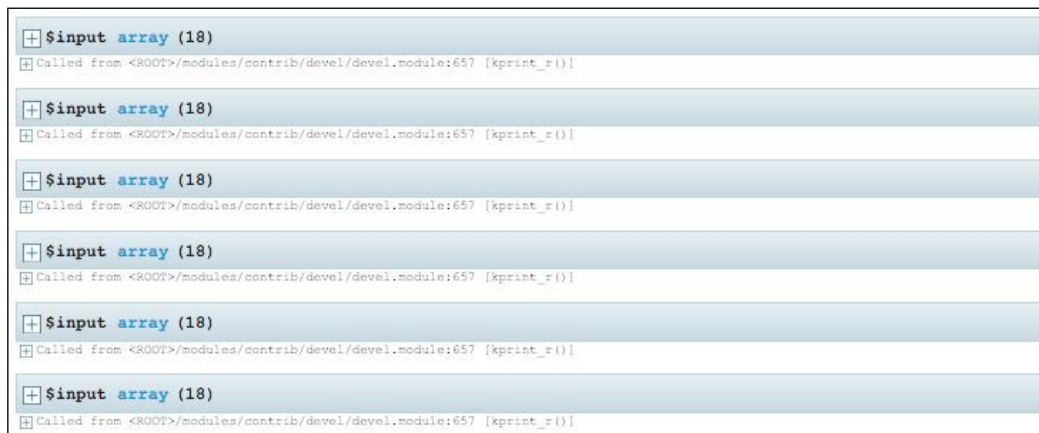 $input array (18)
Called from <ROOT>/modules/contrib/devel/devel.module:657 [kprint_r()]
$input array (18)
Called from <ROOT>/modules/contrib/devel/devel.module:657 [kprint_r()]
$input array (18)
Called from <ROOT>/modules/contrib/devel/devel.module:657 [kprint_r()]
$input array (18)
Called from <ROOT>/modules/contrib/devel/devel.module:657 [kprint_r()]
$input array (18)
Called from <ROOT>/modules/contrib/devel/devel.module:657 [kprint_r()]
$input array (18)
Called from <ROOT>/modules/contrib/devel/devel.module:657 [kprint_r()]